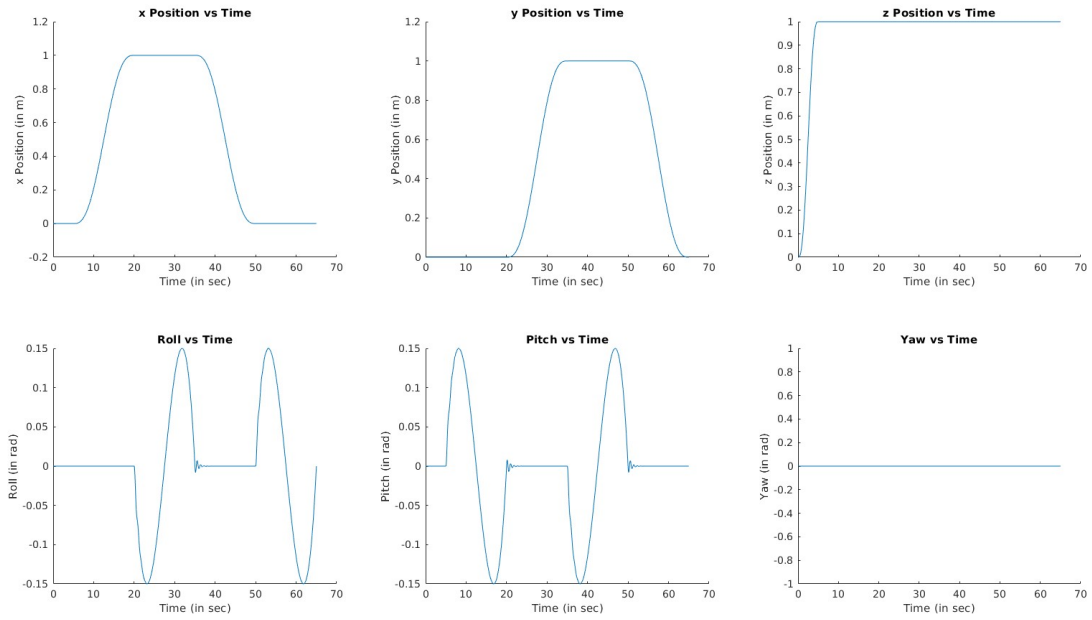 x Position vs Time
1.2
1
0.8
0.6
0.4
0.2
0
-0.2
x Position (in m)
0 10 20 30 40 50 60 70
Time (in sec)
y Position vs Time
1.2
1
0.8
0.6
0.4
0.2
0
y Position (in m)
0 10 20 30 40 50 60 70
Time (in sec)
z Position vs Time
1
0.9
0.8
0.7
0.6
0.5
0.4
0.3
0.2
0.1
0
z Position (in m)
0 10 20 30 40 50 60 70
Time (in sec)
Roll vs Time
0.15
0.1
0.05
0
-0.05
-0.1
-0.15
Roll (in rad)
0 10 20 30 40 50 60 70
Time (in sec)
Pitch vs Time
0.15
0.1
0.05
0
-0.05
-0.1
-0.15
Pitch (in rad)
0 10 20 30 40 50 60 70
Time (in sec)
Yaw vs Time
1
0.8
0.6
0.4
0.2
0
-0.2
-0.4
-0.6
-0.8
-1
Yaw (in rad)
0 10 20 30 40 50 60 70
Time (in sec)